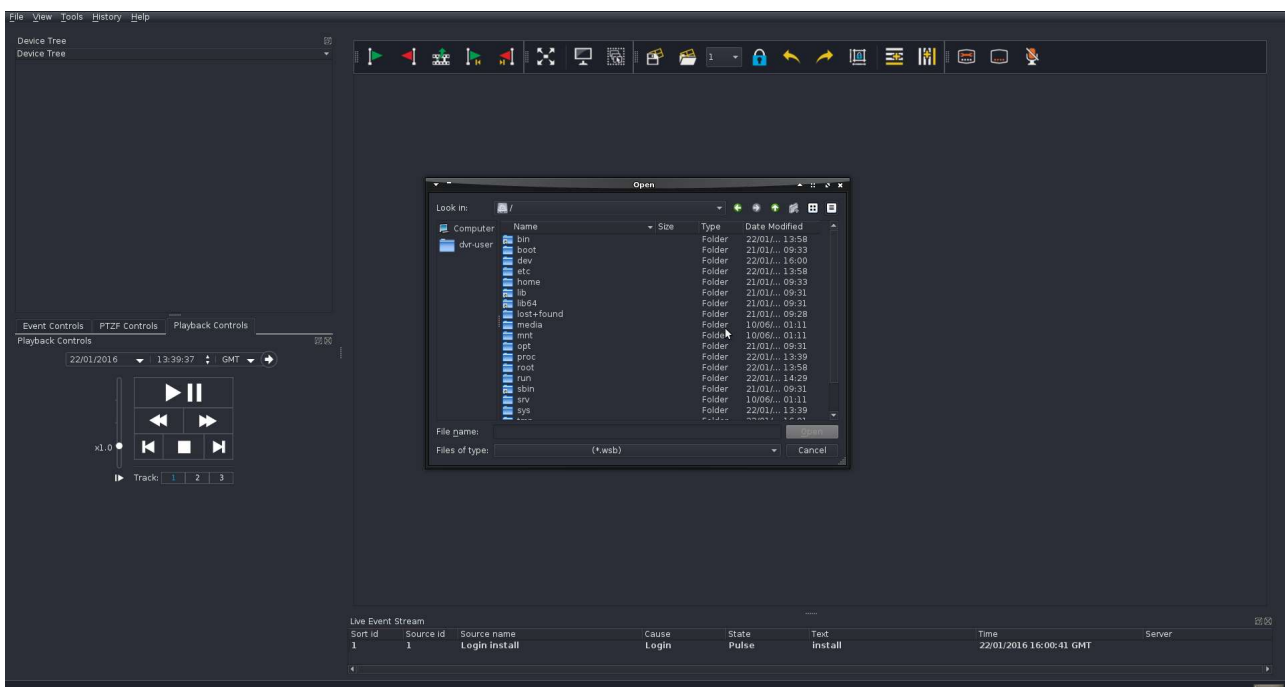 File View Tools History Help
Device Tree
Device Tree
1
Open
Look in: /
Computer
dvr-user
Name Size Type Date Modified
bin Folder 22/01/... 13:58
boot Folder 21/01/... 09:33
dev Folder 22/01/... 16:00
etc Folder 22/01/... 13:58
home Folder 21/01/... 09:33
lib Folder 21/01/... 09:31
lib64 Folder 21/01/... 09:31
lost+found Folder 21/01/... 09:28
media Folder 10/06/... 01:11
mnt Folder 10/06/... 01:11
opt Folder 21/01/... 09:31
proc Folder 22/01/... 13:39
root Folder 22/01/... 13:58
run Folder 22/01/... 14:29
sbin Folder 21/01/... 09:31
srv Folder 10/06/... 01:11
sys Folder 22/01/... 13:39
File name: Open
Files of type: (*.wsb) Cancel
Event Controls PTZF Controls Playback Controls
Playback Controls
22/01/2016 13:39:37 GMT
x1.0
Track: 1 2 3
Live Event Stream
Sort id Source id Source name Cause State Text Time Server
1 1 Login install Login Pulse install 22/01/2016 16:00:41 GMT